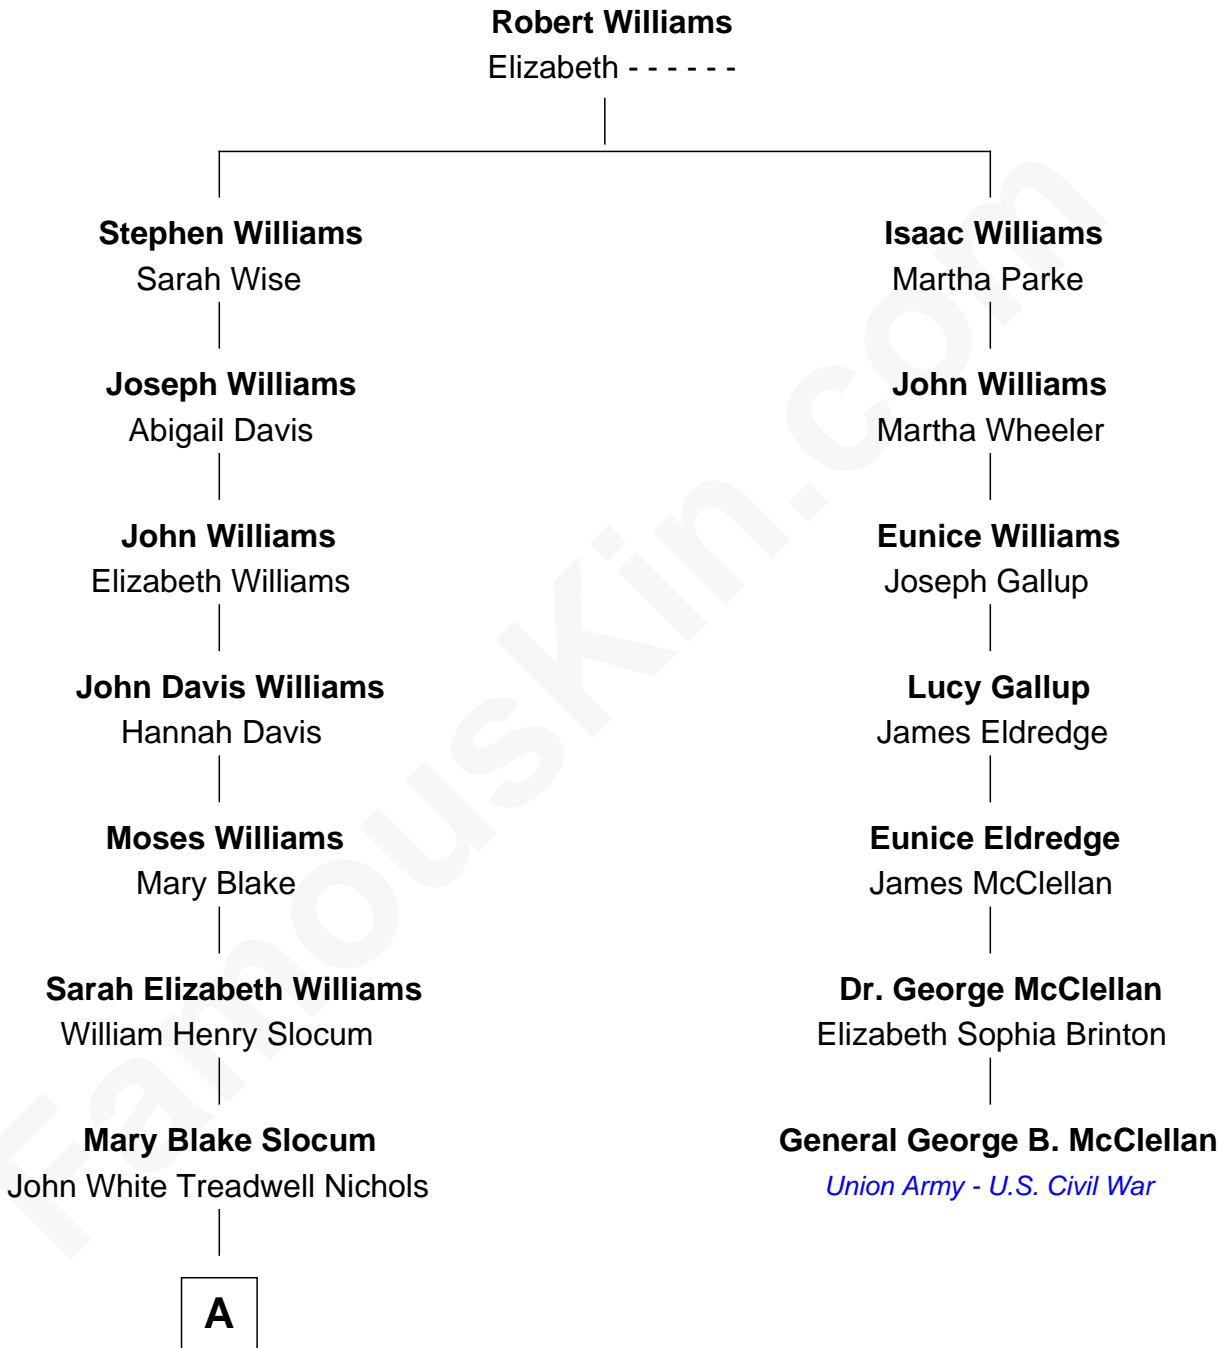 Robert Williams
Elizabeth - - - - - -
Stephen Williams
Sarah Wise
Joseph Williams
Abigail Davis
John Williams
Elizabeth Williams
John Davis Williams
Hannah Davis
Moses Williams
Mary Blake
Sarah Elizabeth Williams
William Henry Slocum
Mary Blake Slocum
John White Treadwell Nichols
A
Isaac Williams
Martha Parke
John Williams
Martha Wheeler
Eunice Williams
Joseph Gallup
Lucy Gallup
James Eldredge
Eunice Eldredge
James McClellan
Dr. George McClellan
Elizabeth Sophia Brinton
General George B. McClellan
Union Army - U.S. Civil War
FamousKin.com